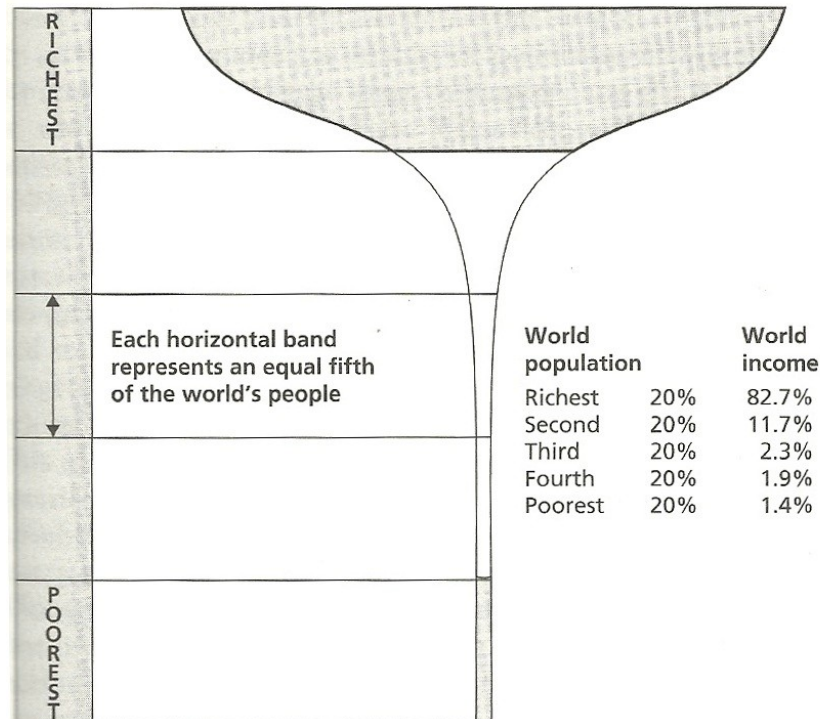 RICHEST
Each horizontal band
represents an equal fifth
of the world's people
World World
population income
Richest 20% 82.7%
Second 20% 11.7%
Third 20% 2.3%
Fourth 20% 1.9%
Poorest 20% 1.4%
POOREST